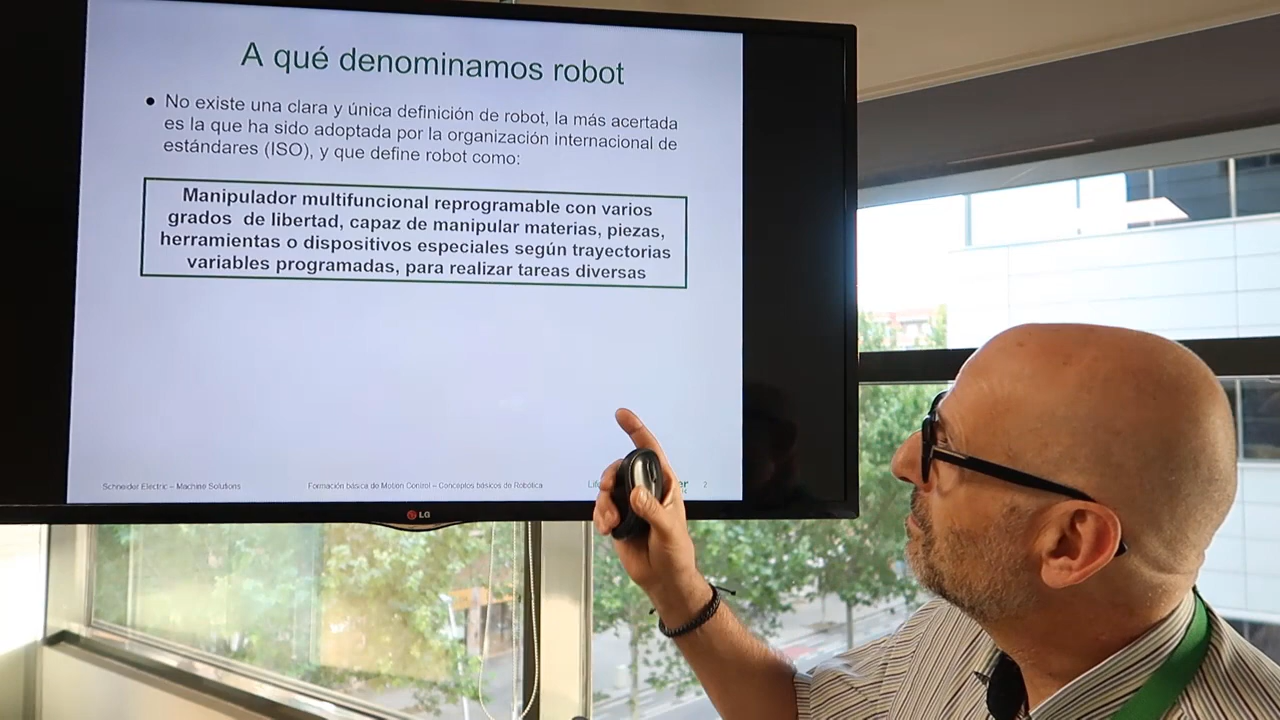 A qué denominamos robot
● No existe una clara y única definición de robot, la más acertada
es la que ha sido adoptada por la organización internacional de
estándares (ISO), y que define robot como:
Manipulador multifuncional reprogramable con varios
grados de libertad, capaz de manipular materias, piezas,
herramientas o dispositivos especiales según trayectorias
variables programadas, para realizar tareas diversas
Schneider Electric – Machine Solutions
Formación básica de Motion Control – Conceptos básicos de Robótica
2
LG